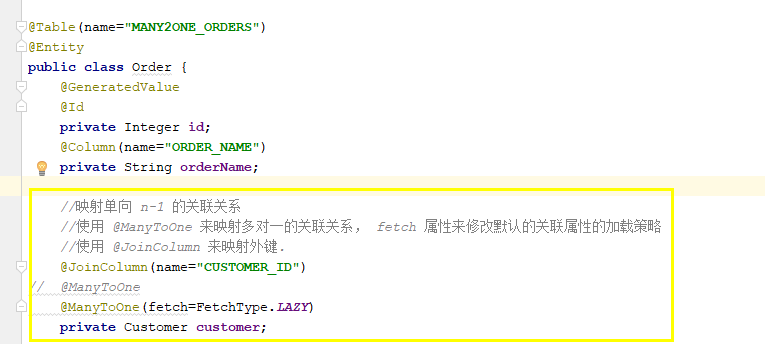 @Table(name="MANY2ONE_ORDERS")
@Entity
public class Order {
    @GeneratedValue
    @Id
    private Integer id;
    @Column(name="ORDER_NAME")
    private String orderName;
    //映射单向 n-1 的关联关系
    //使用 @ManyToOne 来映射多对一的关联关系, fetch 属性来修改默认的关联属性的加载策略
    //使用 @JoinColumn 来映射外键.
    @JoinColumn(name="CUSTOMER_ID")
//  @ManyToOne
    @ManyToOne(fetch=FetchType.LAZY)
    private Customer customer;